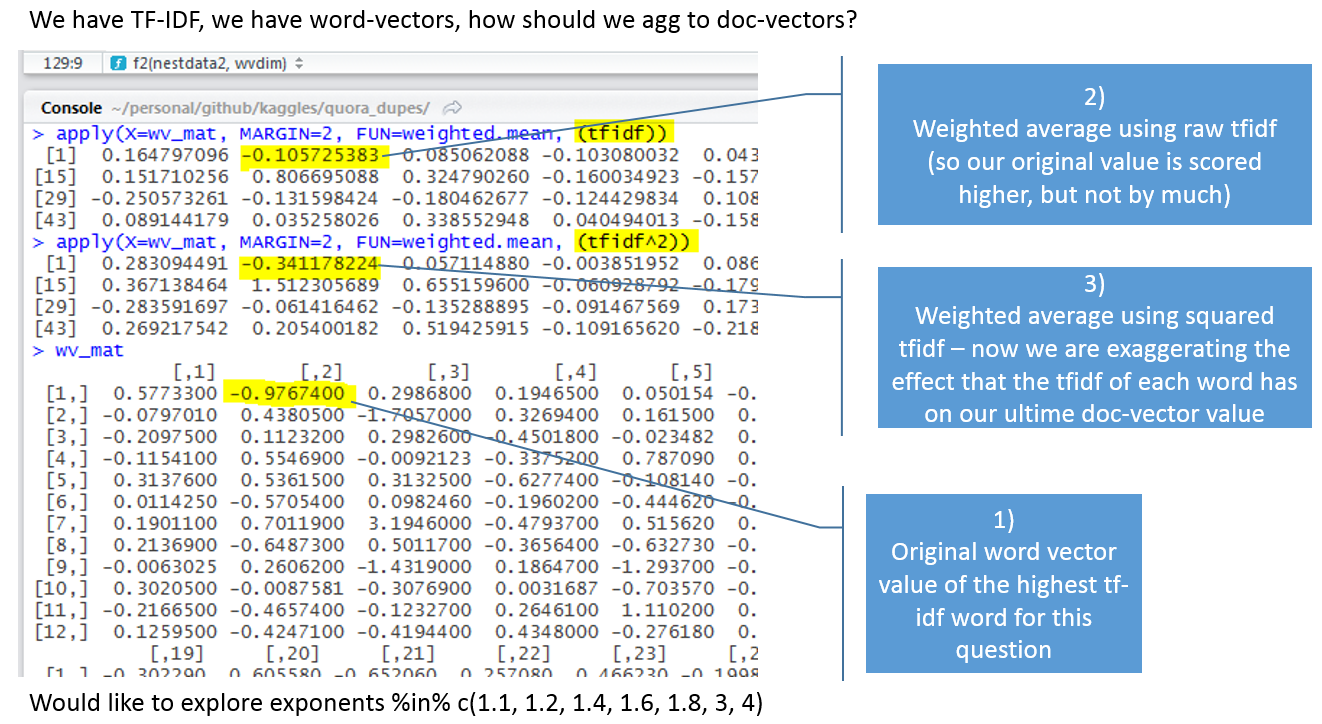 We have TF-IDF, we have word-vectors, how should we agg to doc-vectors?
129:9 f2(nestdata2, wvdim)
Console ~/personal/github/kaggles/quora_dupes/
> apply(X=wv_mat, MARGIN=2, FUN=weighted.mean, (tfidf))
[1] 0.164797096 -0.105725383 0.085062088 -0.103080032 0.043
[15] 0.151710256 0.806695088 0.324790260 -0.160034923 -0.157
[29] -0.250573261 -0.131598424 -0.180462677 -0.124429834 0.108
[43] 0.089144179 0.035258026 0.338552948 0.040494013 -0.158
> apply(X=wv_mat, MARGIN=2, FUN=weighted.mean, (tfidf^2))
[1] 0.283094491 -0.341178224 0.057114880 -0.003851952 0.086
[15] 0.367138464 1.512305689 0.655159600 -0.060928792 -0.179
[29] -0.283591697 -0.061416462 -0.135288895 -0.091467569 0.173
[43] 0.269217542 0.205400182 0.519425915 -0.109165620 -0.218
> wv_mat
[,1] [,2] [,3] [,4] [,5]
[1,] 0.5773300 -0.9767400 0.2986800 0.1946500 0.050154 -0.
[2,] -0.0797010 0.4380500 -1.7057000 0.3269400 0.161500 0.
[3,] -0.2097500 0.1123200 0.2982600 -0.4501800 -0.023482 0.
[4,] -0.1154100 0.5546900 -0.0092123 -0.3375200 0.787090 0.
[5,] 0.3137600 0.5361500 0.3132500 -0.6277400 -0.108140 -0.
[6,] 0.0114250 -0.5705400 0.0982460 -0.1960200 -0.444620 -0.
[7,] 0.1901100 0.7011900 3.1946000 -0.4793700 0.515620 0.
[8,] 0.2136900 -0.6487300 0.5011700 -0.3656400 -0.632730 -0.
[9,] -0.0063025 0.2606200 -1.4319000 0.1864700 -1.293700 -0.
[10,] 0.3020500 -0.0087581 -0.3076900 0.0031687 -0.703570 -0.
[11,] -0.2166500 -0.4657400 -0.1232700 0.2646100 1.110200 0.
[12,] 0.1259500 -0.4247100 -0.4194400 0.4348000 -0.276180 0.
[,19] [,20] [,21] [,22] [,23] [,2
[1,] -0.302290 0.605580 -0.652060 0.257080 0.466230 -0.1998
2)
Weighted average using raw tfidf
(so our original value is scored
higher, but not by much)
3)
Weighted average using squared
tfidf – now we are exaggerating the
effect that the tfidf of each word has
on our ultime doc-vector value
1)
Original word vector
value of the highest tf-
idf word for this
question
Would like to explore exponents %in% c(1.1, 1.2, 1.4, 1.6, 1.8, 3, 4)